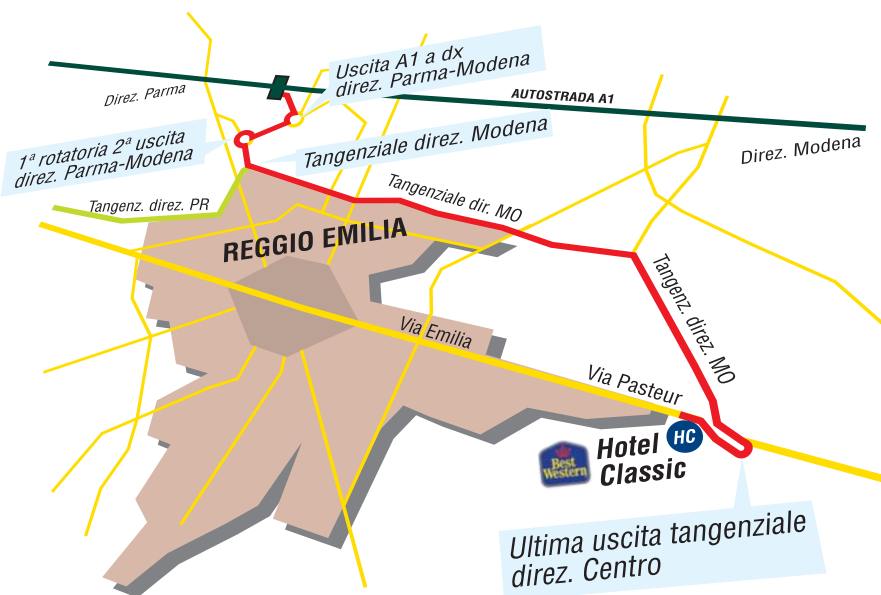 Uscita A1 a dx
direz. Parma-Modena
Direz. Parma
AUTOSTRADA A1
Direz. Modena
1ª rotatoria 2ª uscita
direz. Parma-Modena
Tangenziale direz. Modena
Tangenz. direz. PR
Tangenziale dir. MO
REGGIO EMILIA
Tangenz. direz. MO
Via Emilia
Via Pasteur
HC
Hotel
Classic
Best
Western
Ultima uscita tangenziale
direz. Centro